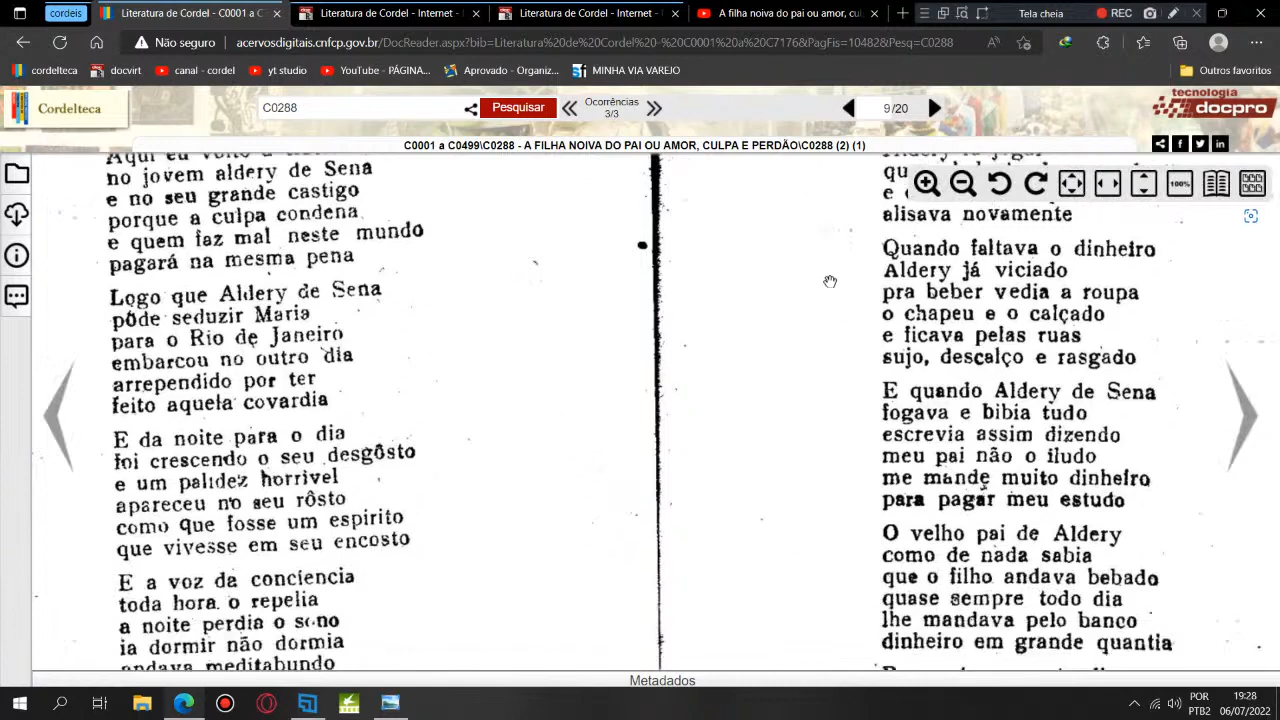 cordeis
Literatura de Cordel - C0001 a C
Literatura de Cordel - Internet -
Literatura de Cordel - Internet -
A filha noiva do pai ou amor, cul
Tela cheia
REC
Não seguro
acervosdigitais.cnfcp.gov.br/DocReader.aspx?bib=Literatura%20de%20Cordel%20-%20C0001%20a%20C7176&PagFis=10482&Pesq=C0288
cordelteca
docvirt
canal - cordel
yt studio
YouTube - PÁGINA...
Aprovado - Organiz...
MINHA VIA VAREJO
Outros favoritos
Cordelteca
C0288
Pesquisar
Ocorrências
3/3
9/20
tecnologia
docpro
C0001 a C0499\C0288 - A FILHA NOIVA DO PAI OU AMOR, CULPA E PERDÃO\C0288 (2) (1)
100%
Aqui eu volto a
no jovem aldery de Sena
e no seu grande castigo
porque a culpa condena
e quem faz mal neste mundo
pagará na mesma pena
Logo que Aldery de Sena
pôde seduzir Maria
para o Rio de Janeiro
embarcou no outro dia
arrependido por ter
feito aquela covardia
E da noite para o dia
foi crescendo o seu desgôsto
e um palidez horrivel
apareceu no seu rôsto
como que fosse um espirito
que vivesse em seu encosto
E a voz da conciencia
toda hora o repelia
a noite perdia o sono
ia dormir não dormia
andava meditabundo
qu
e
alisava novamente
Quando faltava o dinheiro
Aldery já viciado
pra beber vedia a roupa
o chapeu e o calçado
e ficava pelas ruas
sujo, descalço e rasgado
E quando Aldery de Sena
fogava e bibia tudo
escrevia assim dizendo
meu pai não o iludo
me mande muito dinheiro
para pagar meu estudo
O velho pai de Aldery
como de nada sabia
que o filho andava bebado
quase sempre todo dia
lhe mandava pelo banco
dinheiro em grande quantia
Metadados
POR
PTB2
19:28
06/07/2022